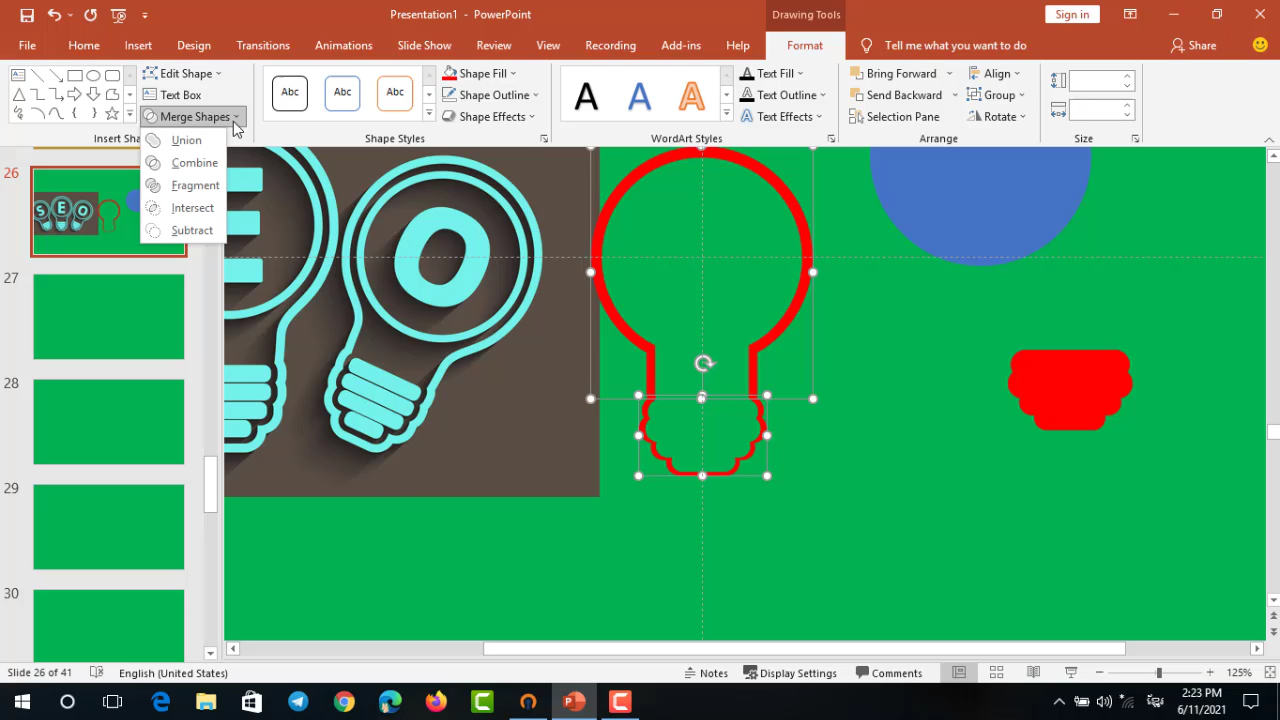 Presentation1 - PowerPoint
Drawing Tools
Sign in
File
Home
Insert
Design
Transitions
Animations
Slide Show
Review
View
Recording
Add-ins
Help
Format
Tell me what you want to do
Share
Edit Shape
Text Box
Merge Shapes
Insert Sha
Union
Combine
Fragment
Intersect
Subtract
Abc
Abc
Abc
Shape Fill
Shape Outline
Shape Effects
Shape Styles
A
A
A
Text Fill
Text Outline
Text Effects
WordArt Styles
Bring Forward
Send Backward
Selection Pane
Align
Group
Rotate
Arrange
Size
26
SEO
27
28
29
30
E
O
Slide 26 of 41
English (United States)
Notes
Display Settings
Comments
125%
2:23 PM
6/11/2021